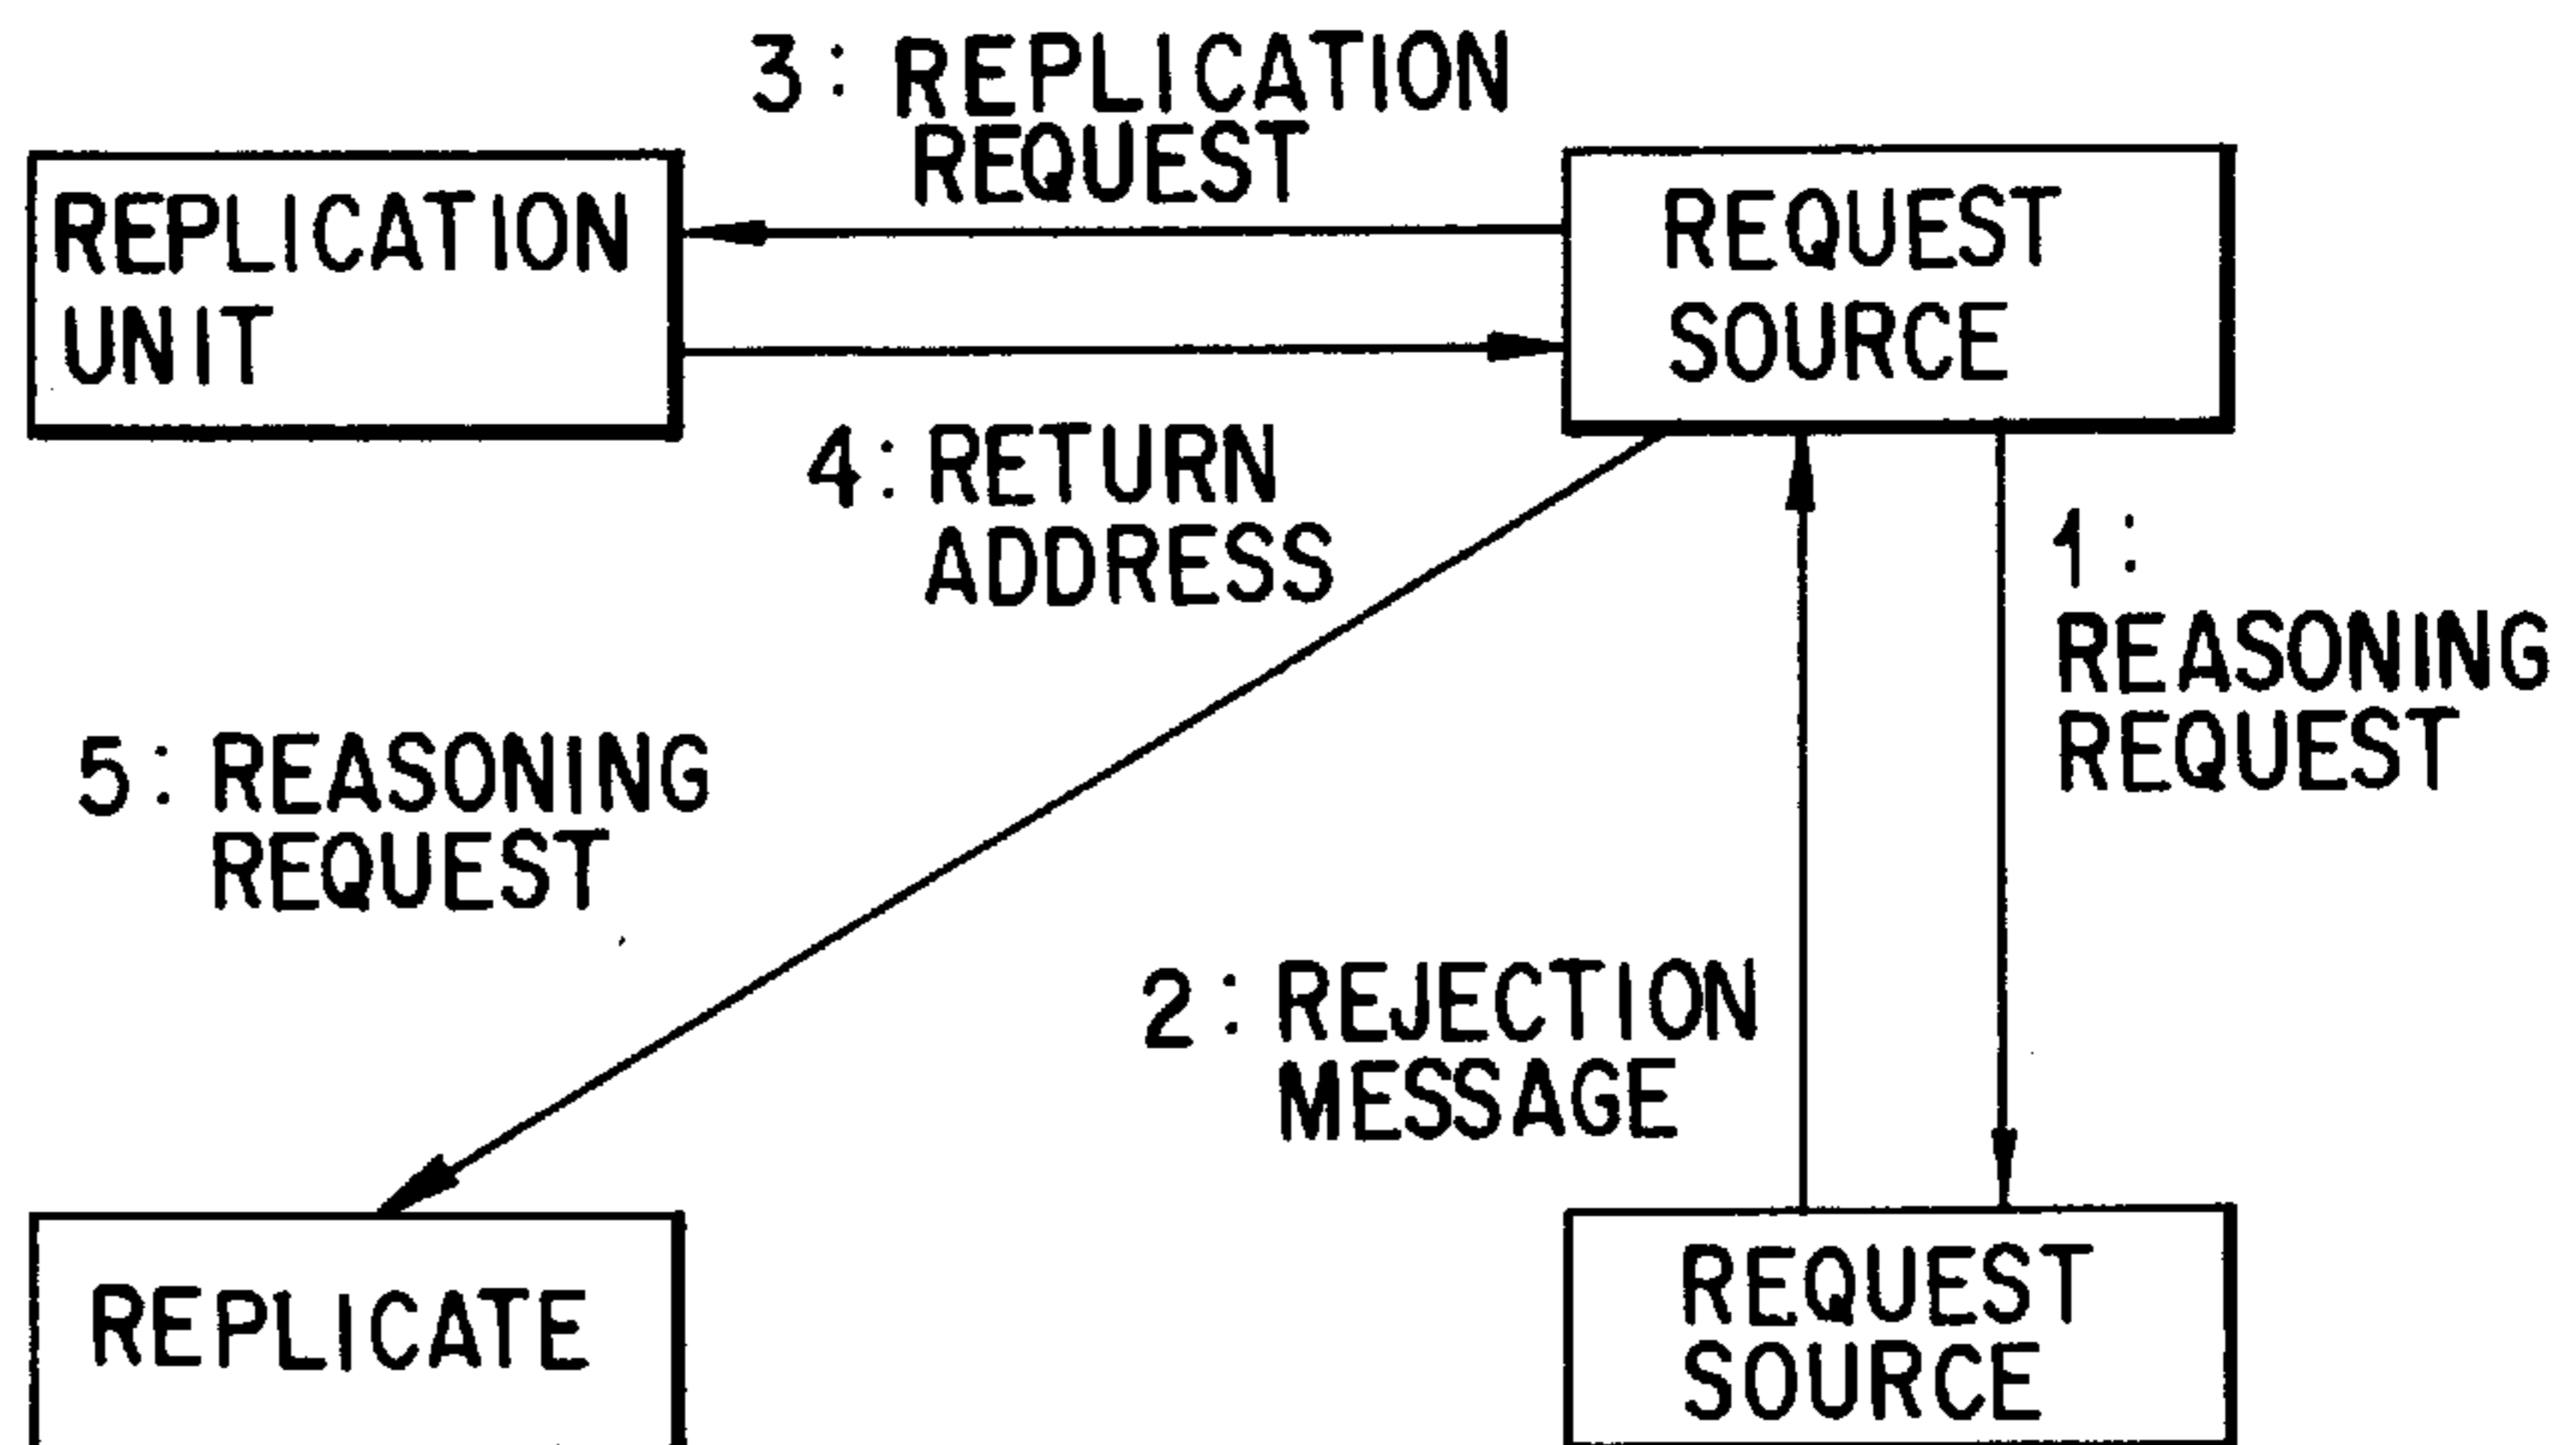 3: REPLICATION
REQUEST
REPLICATION
UNIT
REQUEST
SOURCE
4: RETURN
ADDRESS
1:
REASONING
REQUEST
5: REASONING
REQUEST
2: REJECTION
MESSAGE
REPLICATE
REQUEST
SOURCE